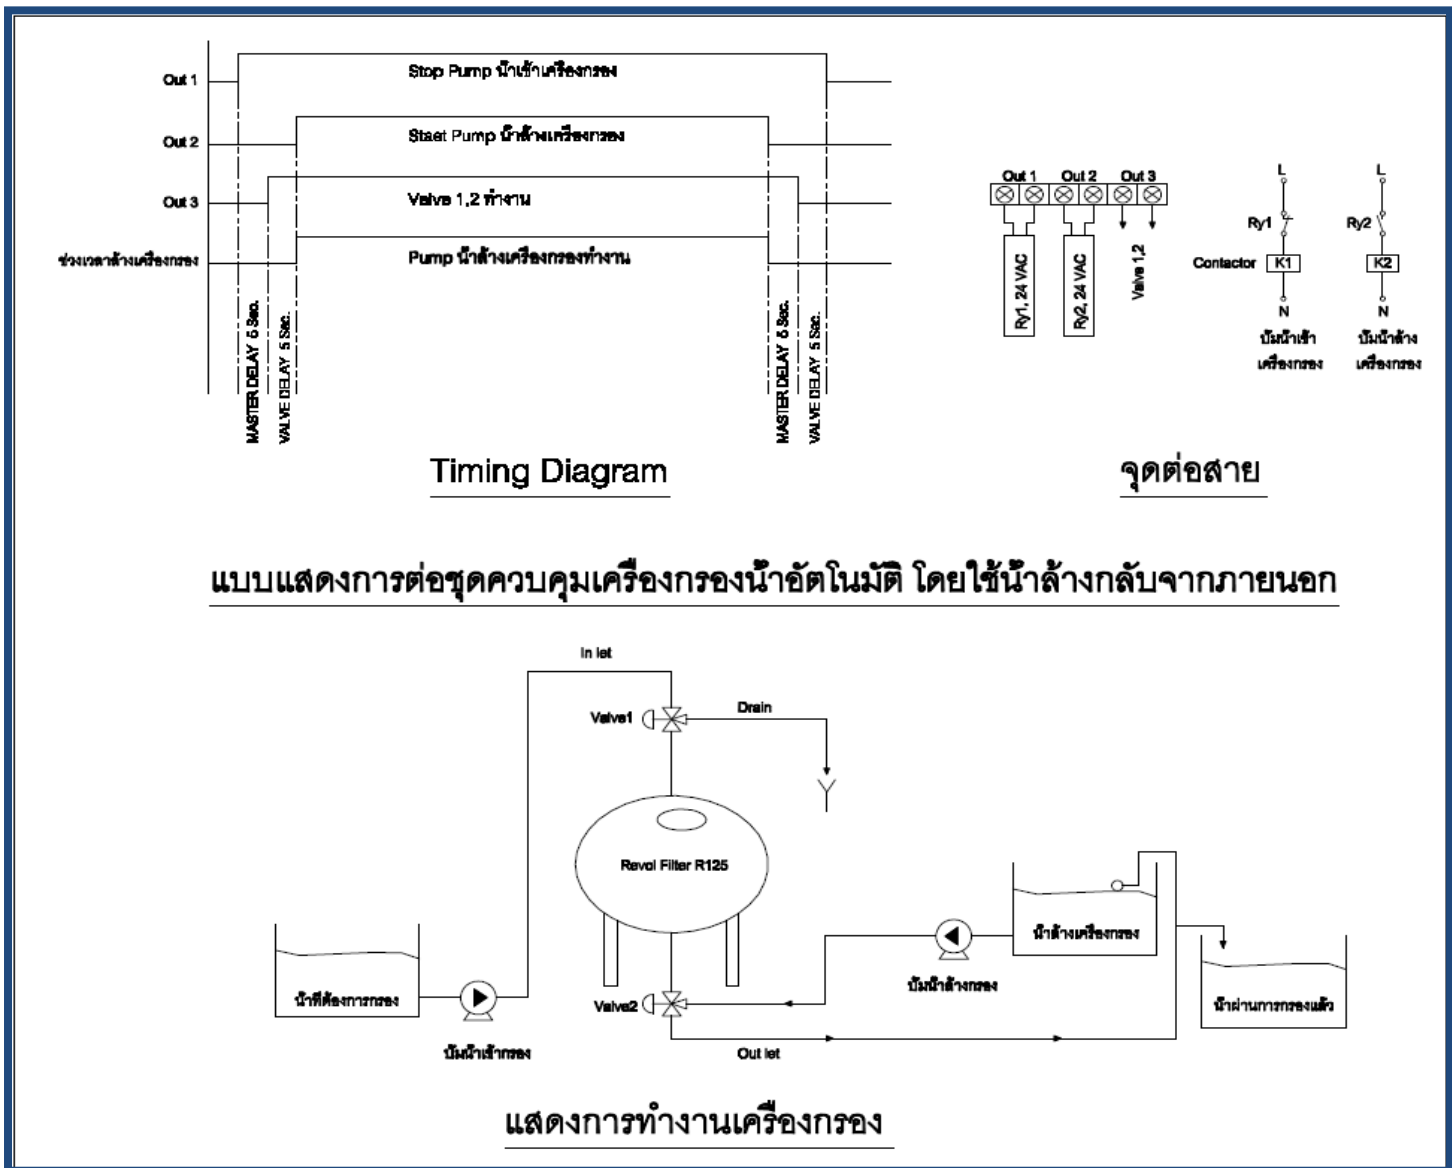 Out 1
Stop Pump น้ำเข้าเครื่องกรอง
Out 2
Staet Pump น้ำล้างเครื่องกรอง
Out 3
Valve 1,2 ทำงาน
ช่วงเวลาล้างเครื่องกรอง
Pump น้ำล้างเครื่องกรองทำงาน
MASTER DELAY 5 Sec.
VALVE DELAY 5 Sec.
MASTER DELAY 5 Sec.
VALVE DELAY 5 Sec.
Timing Diagram
Out 1 Out 2 Out 3
Ry1, 24 VAC
Ry2, 24 VAC
Valve 1,2
L L
Ry1 Ry2
Contactor K1 K2
N N
ปั๊มน้ำเข้า
เครื่องกรอง
ปั๊มน้ำล้าง
เครื่องกรอง
จุดต่อสาย
แบบแสดงการต่อชุดควบคุมเครื่องกรองน้ำอัตโนมัติ โดยใช้น้ำล้างกลับจากภายนอก
In let
Valve1
Drain
Revol Filter R125
น้ำล้างเครื่องกรอง
น้ำที่ต้องการกรอง
ปั๊มน้ำล้างกรอง
Valve2
น้ำผ่านการกรองแล้ว
ปั๊มน้ำเข้ากรอง
Out let
แสดงการทำงานเครื่องกรอง